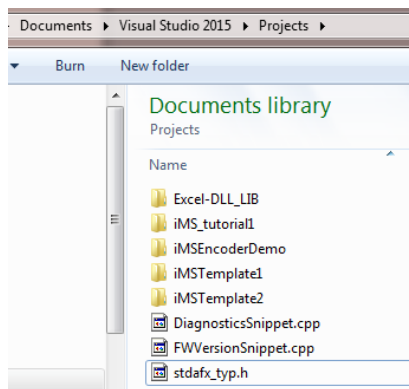 Documents ▸ Visual Studio 2015 ▸ Projects ▸
Burn New folder
Documents library
Projects
Name
Excel-DLL_LIB
iMS_tutorial1
iMSEncoderDemo
iMSTemplate1
iMSTemplate2
DiagnosticsSnippet.cpp
FWVersionSnippet.cpp
stdafx_typ.h